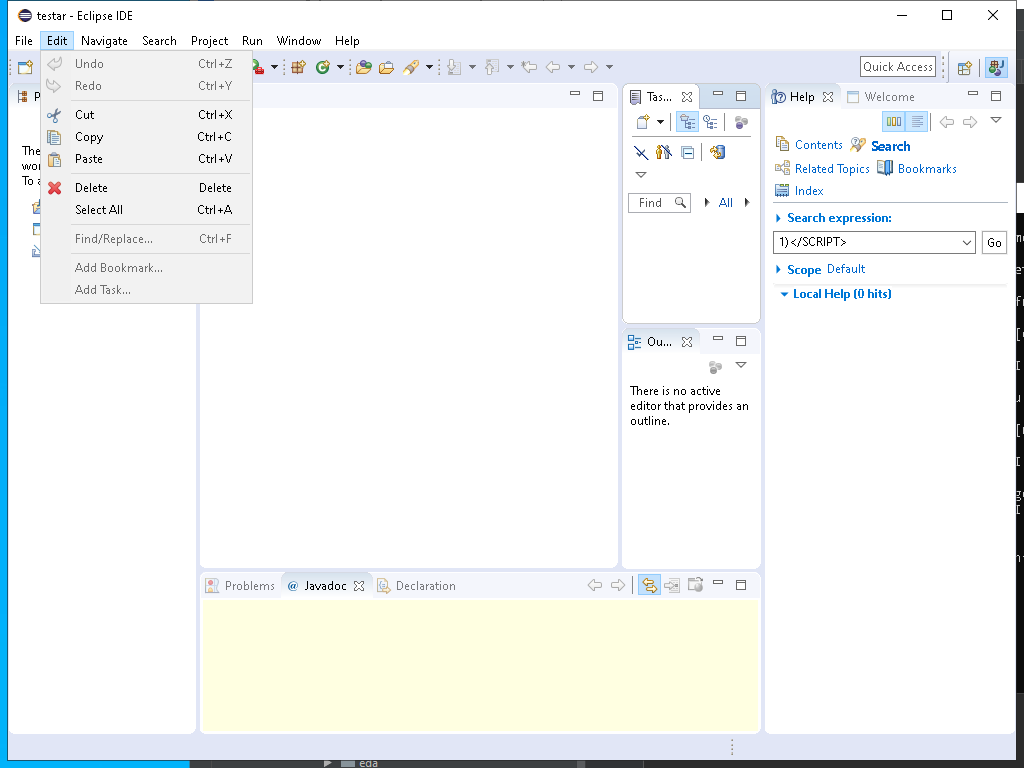 testar - Eclipse IDE
File Edit Navigate Search Project Run Window Help
Undo Ctrl+Z
Redo Ctrl+Y
Cut Ctrl+X
Copy Ctrl+C
Paste Ctrl+V
Delete Delete
Select All Ctrl+A
Find/Replace... Ctrl+F
Add Bookmark...
Add Task...
Quick Access
Tas...
Find
All
Ou...
There is no active
editor that provides an
outline.
Help Welcome
Contents Search
Related Topics Bookmarks
Index
Search expression:
1)</SCRIPT> Go
Scope Default
Local Help (0 hits)
Problems @ Javadoc Declaration
eda